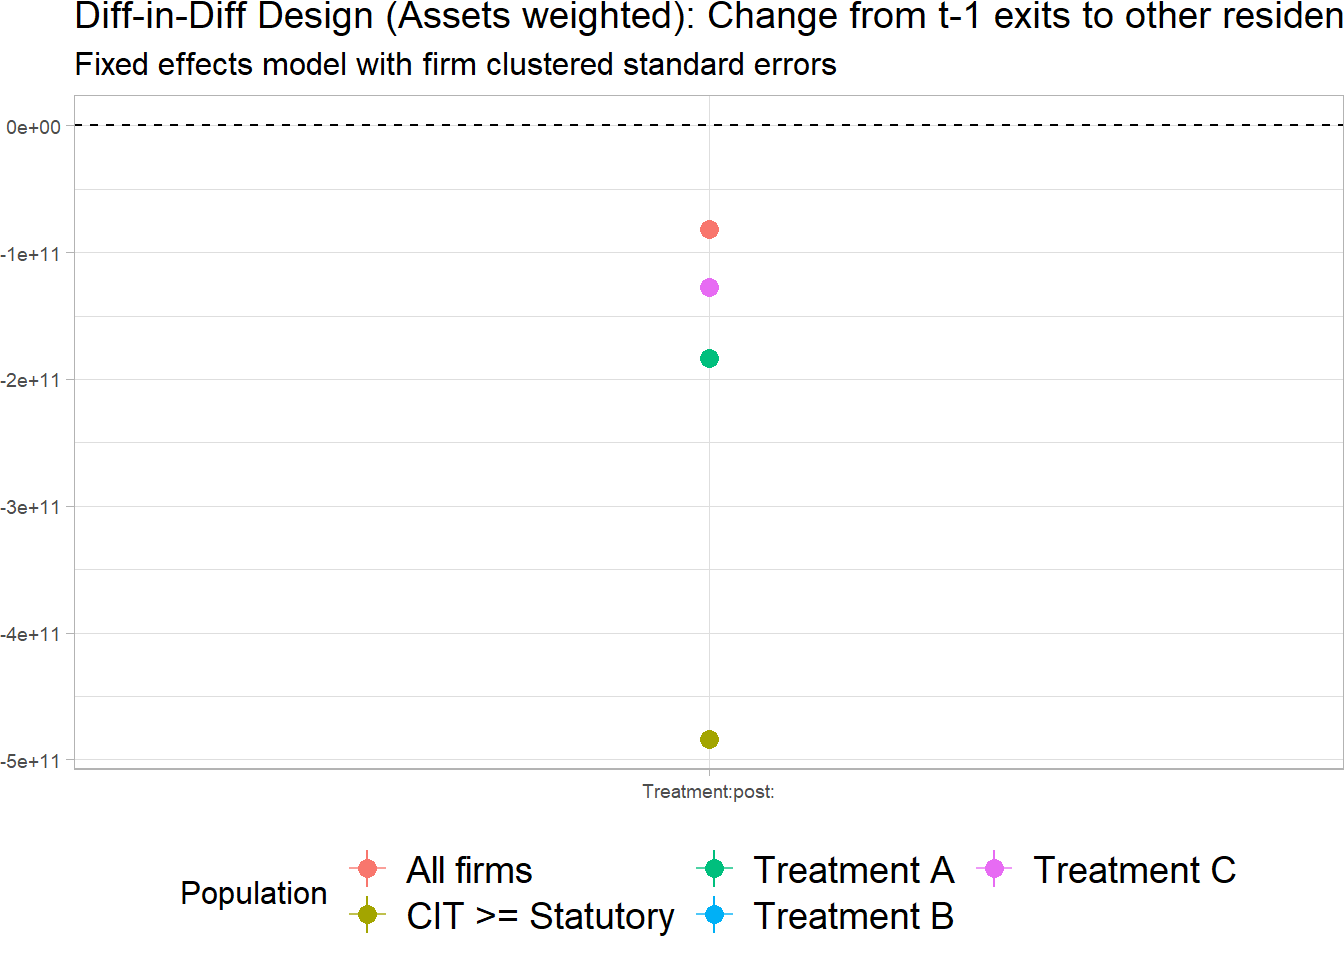 Diff-in-Diff Design (Assets weighted): Change from t-1 exits to other residen
Fixed effects model with firm clustered standard errors
0e+00
-1e+11
-2e+11
-3e+11
-4e+11
-5e+11
Treatment:post:
Population
All firms
CIT >= Statutory
Treatment A
Treatment B
Treatment C